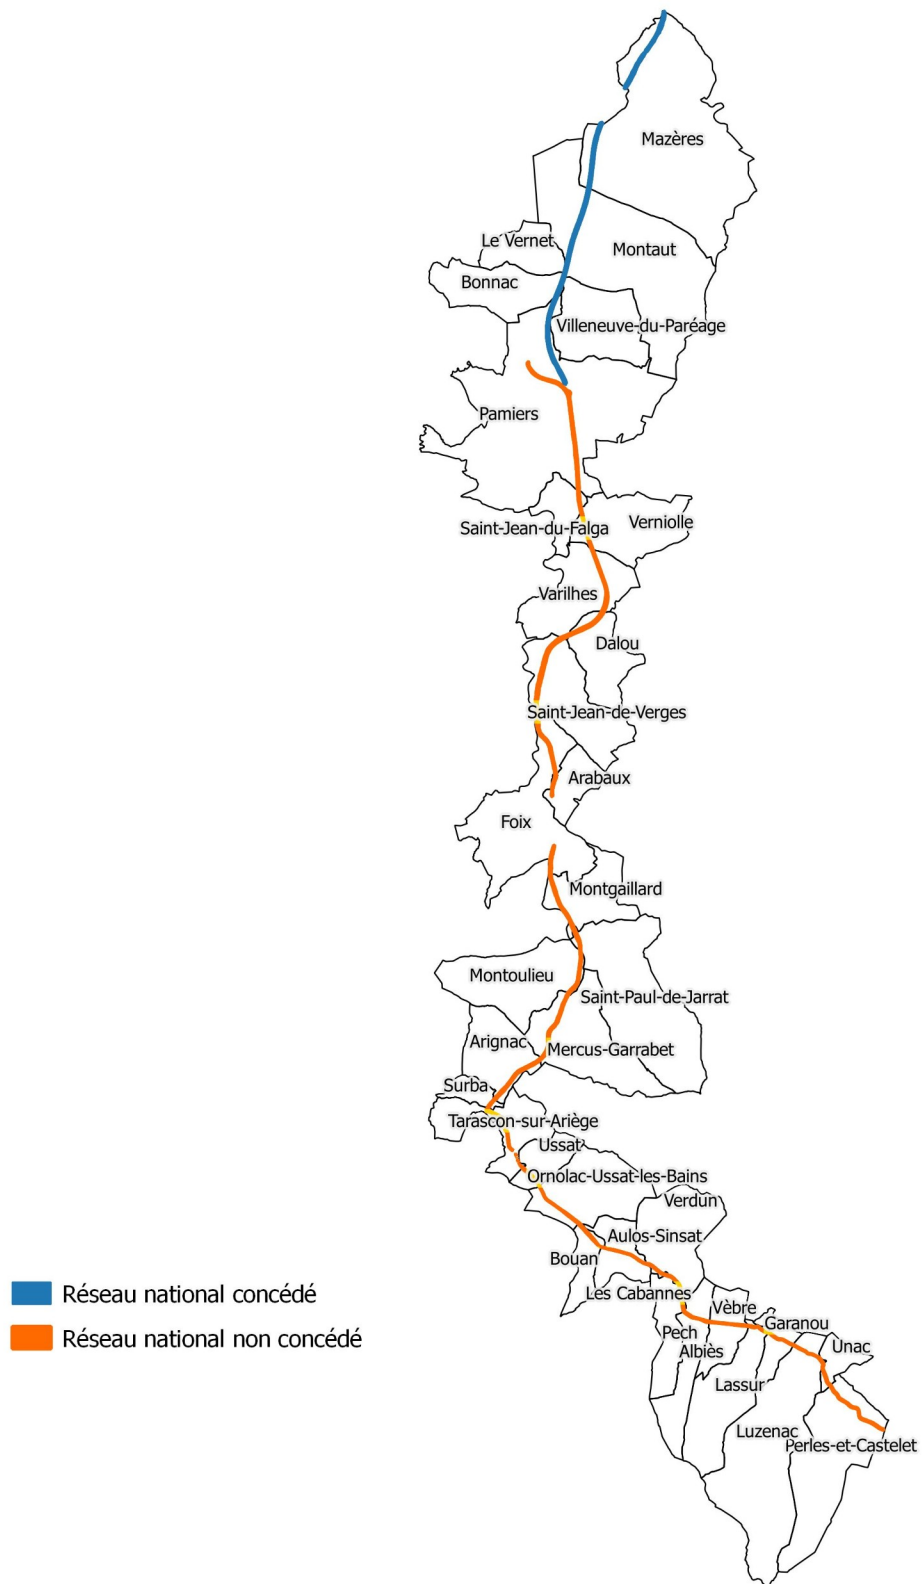 Mazères
Le Vernet
Montaut
Bonnac
Villeneuve-du-Paréage
Pamiers
Saint-Jean-du-Falga
Verniolle
Varilhes
Dalou
Saint-Jean-de-Verges
Arabaux
Foix
Montgaillard
Montoulieu
Saint-Paul-de-Jarrat
Arignac
Mercus-Garrabet
Surba
Tarascon-sur-Ariège
Ussat
Ornolac-Ussat-les-Bains
Verdun
Aulos-Sinsat
Bouan
Les Cabannes
Vèbre
Garanou
Pech
Unac
Albiès
Lassur
Luzenac
Perles-et-Castelet
Réseau national concédé
Réseau national non concédé